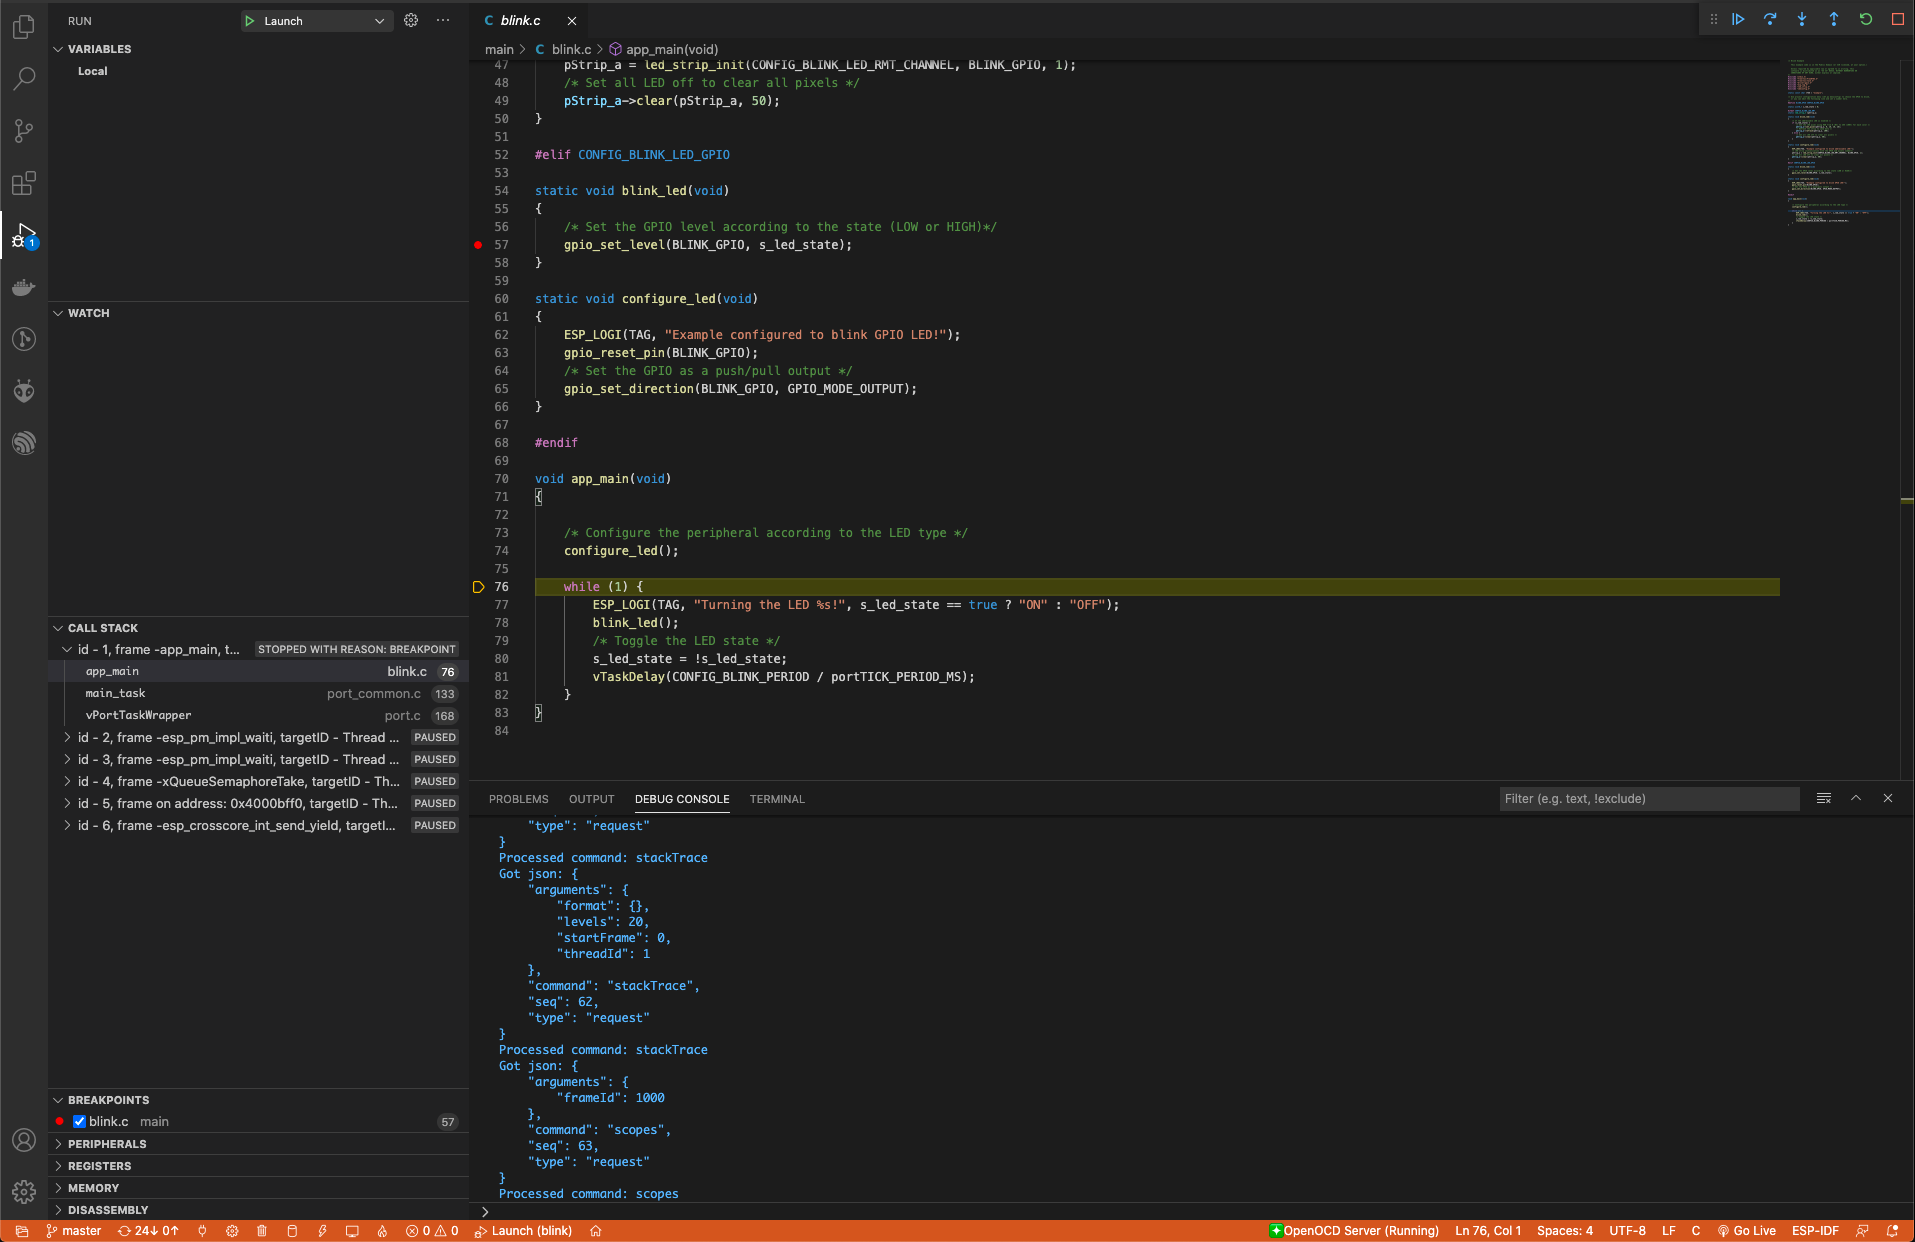 RUN
Launch
VARIABLES
Local
WATCH
CALL STACK
id - 1, frame -app_main, t... STOPPED WITH REASON: BREAKPOINT
app_main blink.c 76
main_task port_common.c 133
vPortTaskWrapper port.c 168
id - 2, frame -esp_pm_impl_waiti, targetID - Thread ... PAUSED
id - 3, frame -esp_pm_impl_waiti, targetID - Thread ... PAUSED
id - 4, frame -xQueueSemaphoreTake, targetID - Th... PAUSED
id - 5, frame on address: 0x4000bff0, targetID - Th... PAUSED
id - 6, frame -esp_crosscore_int_send_yield, targetI... PAUSED
BREAKPOINTS
blink.c main 57
PERIPHERALS
REGISTERS
MEMORY
DISASSEMBLY
1
C blink.c
main > C blink.c > app_main(void)
47 pStrip_a = led_strip_init(CONFIG_BLINK_LED_RMT_CHANNEL, BLINK_GPIO, 1);
48 /* Set all LED off to clear all pixels */
49 pStrip_a->clear(pStrip_a, 50);
50 }
51
52 #elif CONFIG_BLINK_LED_GPIO
53
54 static void blink_led(void)
55 {
56 /* Set the GPIO level according to the state (LOW or HIGH)*/
57 gpio_set_level(BLINK_GPIO, s_led_state);
58 }
59
60 static void configure_led(void)
61 {
62 ESP_LOGI(TAG, "Example configured to blink GPIO LED!");
63 gpio_reset_pin(BLINK_GPIO);
64 /* Set the GPIO as a push/pull output */
65 gpio_set_direction(BLINK_GPIO, GPIO_MODE_OUTPUT);
66 }
67
68 #endif
69
70 void app_main(void)
71 {
72
73 /* Configure the peripheral according to the LED type */
74 configure_led();
75
76 while (1) {
77 ESP_LOGI(TAG, "Turning the LED %s!", s_led_state == true ? "ON" : "OFF");
78 blink_led();
79 /* Toggle the LED state */
80 s_led_state = !s_led_state;
81 vTaskDelay(CONFIG_BLINK_PERIOD / portTICK_PERIOD_MS);
82 }
83 }
84
PROBLEMS OUTPUT DEBUG CONSOLE TERMINAL Filter (e.g. text, !exclude)
"type": "request"
}
Processed command: stackTrace
Got json: {
"arguments": {
"format": {},
"levels": 20,
"startFrame": 0,
"threadId": 1
},
"command": "stackTrace",
"seq": 62,
"type": "request"
}
Processed command: stackTrace
Got json: {
"arguments": {
"frameId": 1000
},
"command": "scopes",
"seq": 63,
"type": "request"
}
Processed command: scopes
master 24↓ 0↑ 0 0 Launch (blink) OpenOCD Server (Running) Ln 76, Col 1 Spaces: 4 UTF-8 LF C Go Live ESP-IDF